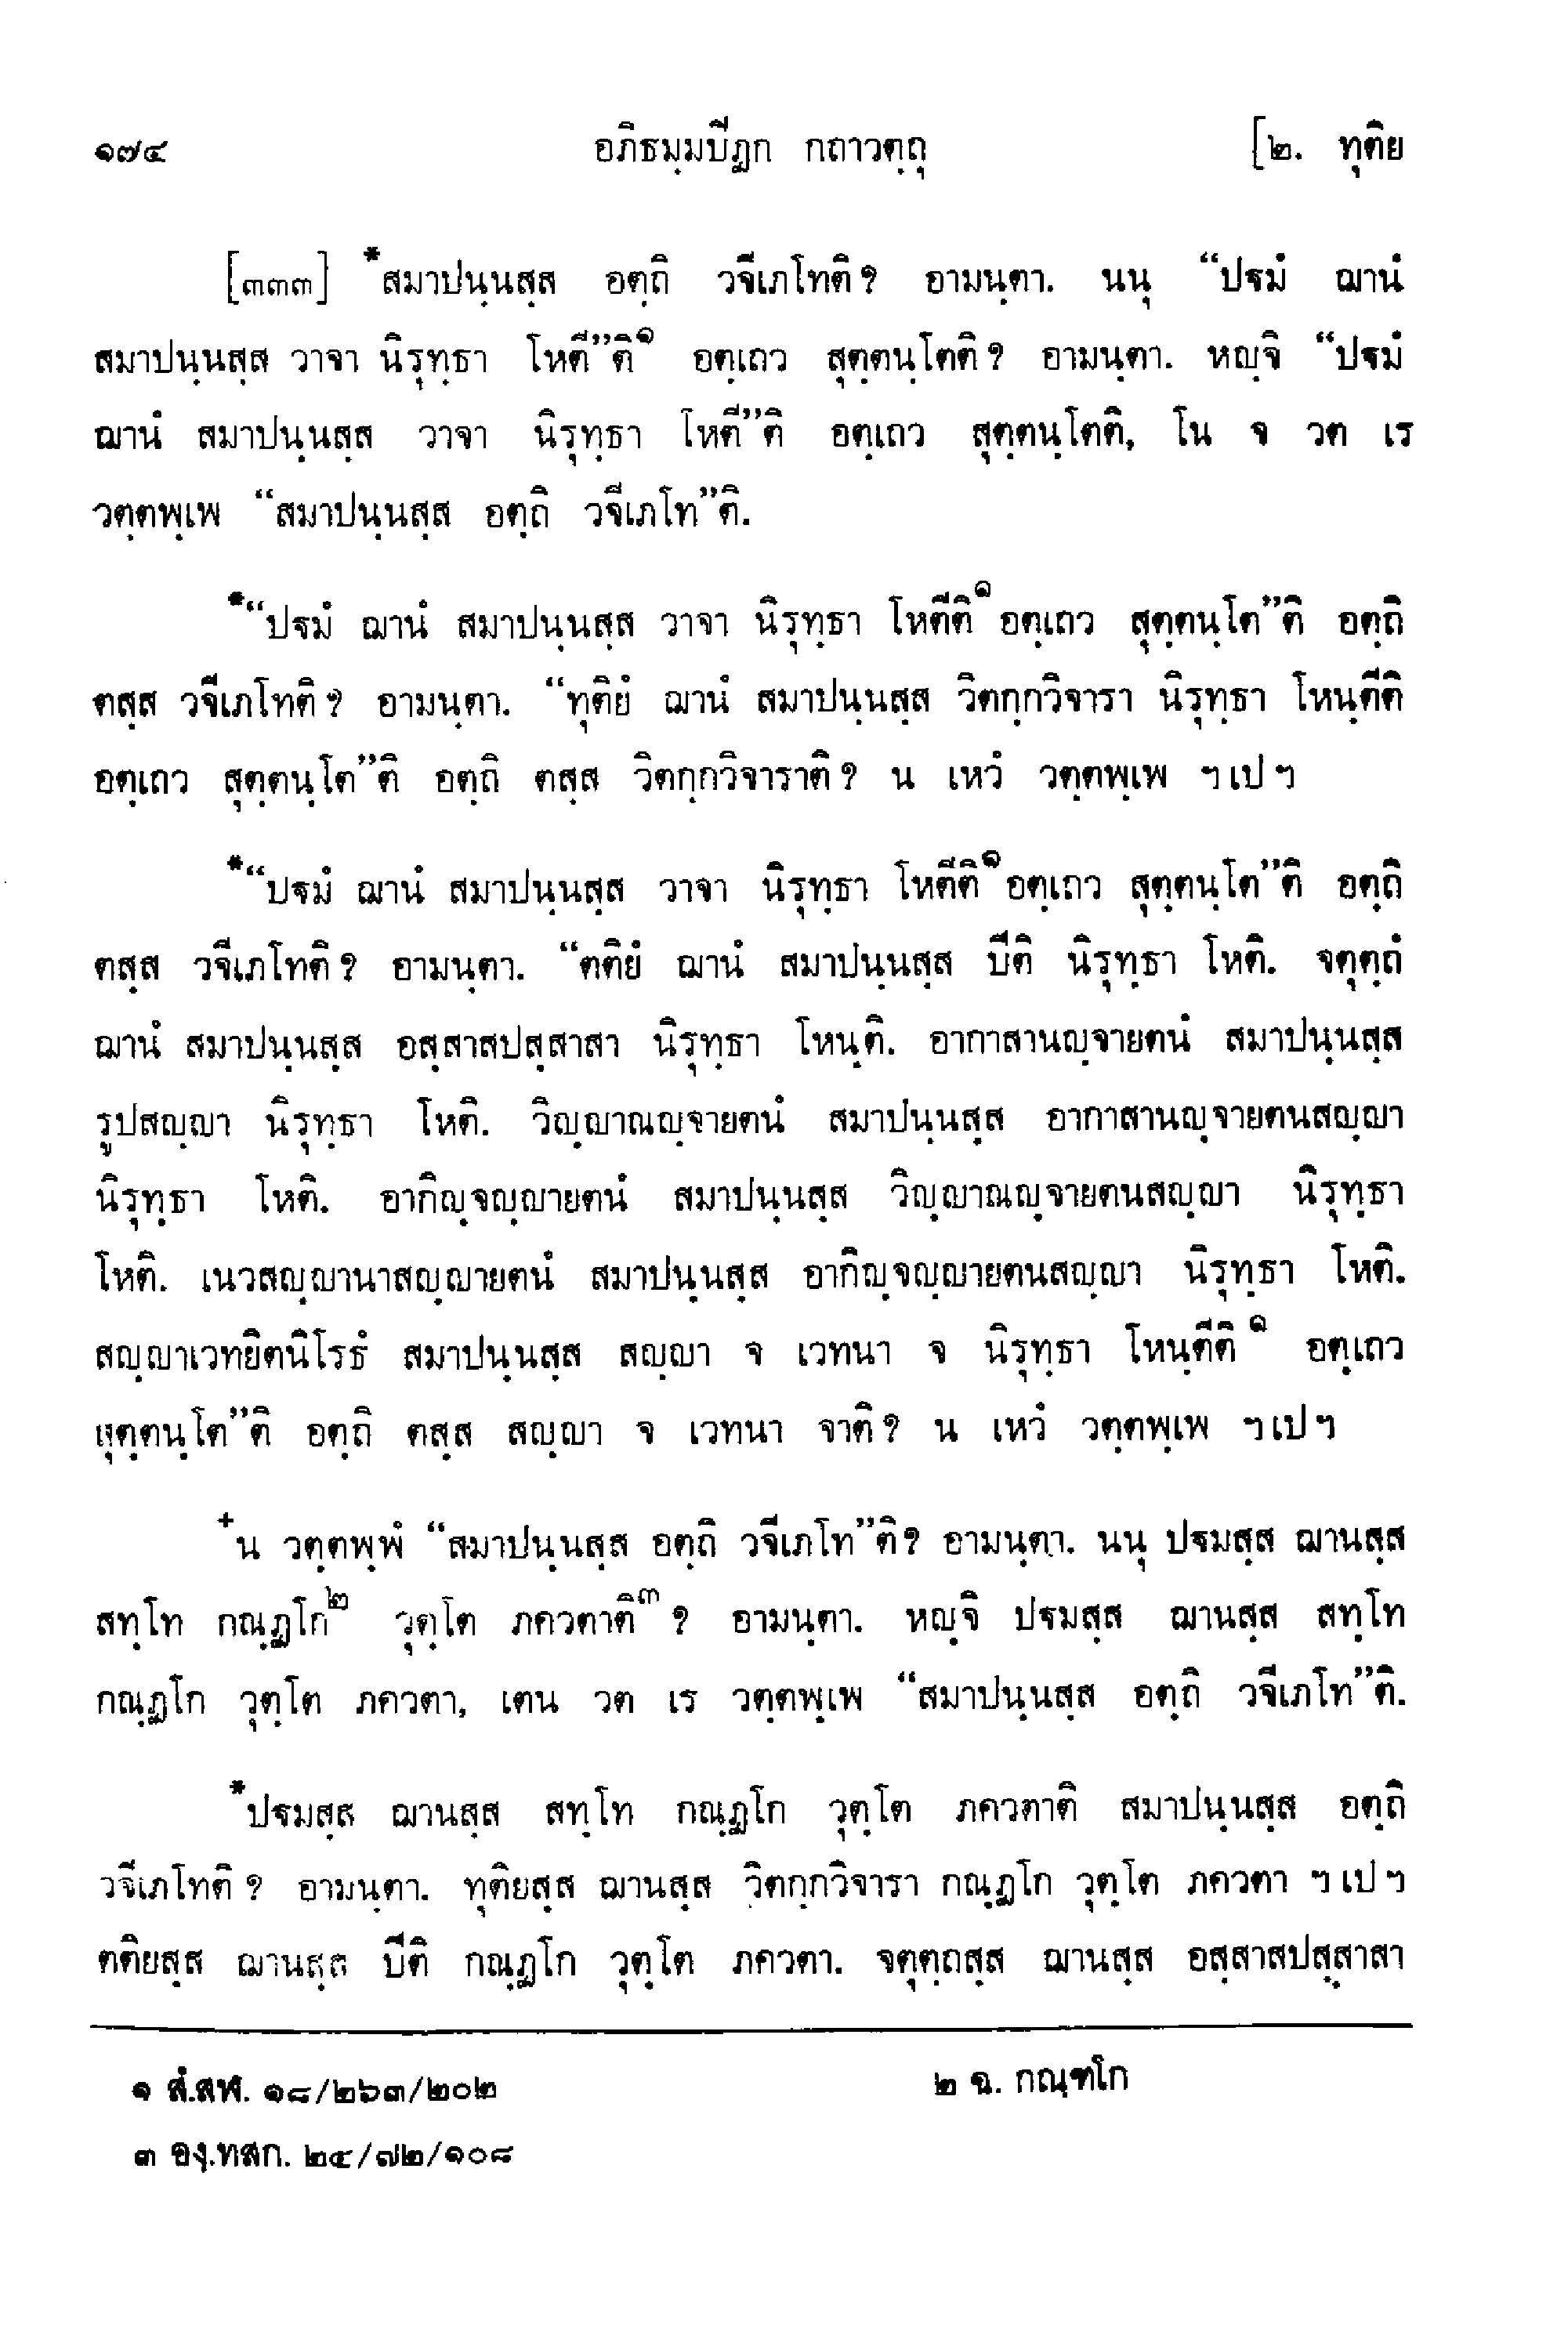 ๑๗๔ อภิธมฺมปิฏก กถาวตฺถุ [๒. ทุติย
[๓๓๓] *สมาปนฺนสฺส อตฺถิ วจีเภโทติ? อามนฺตา. นนุ “ปฐมํ ฌานํ
สมาปนฺนสฺส วาจา นิรุทฺธา โหตี”ติ๑ อตฺเถว สุตฺตนฺโตติ? อามนฺตา. หญฺจิ “ปฐมํ
ฌานํ สมาปนฺนสฺส วาจา นิรุทฺธา โหตี”ติ อตฺเถว สุตฺตนฺโตติ, โน จ วต เร
วตฺตพฺเพ “สมาปนฺนสฺส อตฺถิ วจีเภโท”ติ.
*“ปฐมํ ฌานํ สมาปนฺนสฺส วาจา นิรุทฺธา โหตีติ๑ อตฺเถว สุตฺตนฺโต”ติ อตฺถิ
ตสฺส วจีเภโทติ? อามนฺตา. “ทุติยํ ฌานํ สมาปนฺนสฺส วิตกฺกวิจารา นิรุทฺธา โหนฺตีติ
อตฺเถว สุตฺตนฺโต”ติ อตฺถิ ตสฺส วิตกฺกวิจาราติ? น เหวํ วตฺตพฺเพ ฯเปฯ
*“ปฐมํ ฌานํ สมาปนฺนสฺส วาจา นิรุทฺธา โหตีติ๑ อตฺเถว สุตฺตนฺโต”ติ อตฺถิ
ตสฺส วจีเภโทติ? อามนฺตา. “ตติยํ ฌานํ สมาปนฺนสฺส ปีติ นิรุทฺธา โหติ. จตุตฺถํ
ฌานํ สมาปนฺนสฺส อสฺสาสปสฺสาสา นิรุทฺธา โหนฺติ. อากาสานญฺจายตนํ สมาปนฺนสฺส
รูปสญฺญา นิรุทฺธา โหติ. วิญฺญาณญฺจายตนํ สมาปนฺนสฺส อากาสานญฺจายตนสญฺญา
นิรุทฺธา โหติ. อากิญฺจญฺญายตนํ สมาปนฺนสฺส วิญฺญาณญฺจายตนสญฺญา นิรุทฺธา
โหติ. เนวสญฺญานาสญฺญายตนํ สมาปนฺนสฺส อากิญฺจญฺญายตนสญฺญา นิรุทฺธา โหติ.
สญฺญาเวทยิตนิโรธํ สมาปนฺนสฺส สญฺญา จ เวทนา จ นิรุทฺธา โหนฺตีติ๑ อตฺเถว
สุตฺตนฺโต”ติ อตฺถิ ตสฺส สญฺญา จ เวทนา จาติ? น เหวํ วตฺตพฺเพ ฯเปฯ
+น วตฺตพฺพํ “สมาปนฺนสฺส อตฺถิ วจีเภโท”ติ? อามนฺตา. นนุ ปฐมสฺส ฌานสฺส
สทฺโท กณฺฏโก๒ วุตฺโต ภควตาติ๓? อามนฺตา. หญฺจิ ปฐมสฺส ฌานสฺส สทฺโท
กณฺฏโก วุตฺโต ภควตา, เตน วต เร วตฺตพฺเพ “สมาปนฺนสฺส อตฺถิ วจีเภโท”ติ.
*ปฐมสฺส ฌานสฺส สทฺโท กณฺฏโก วุตฺโต ภควตาติ สมาปนฺนสฺส อตฺถิ
วจีเภโทติ? อามนฺตา. ทุติยสฺส ฌานสฺส วิตกฺกวิจารา กณฺฏโก วุตฺโต ภควตา ฯเปฯ
ตติยสฺส ฌานสฺส ปีติ กณฺฏโก วุตฺโต ภควตา. จตุตฺถสฺส ฌานสฺส อสฺสาสปสฺสาสา
๑ สํ.สฬ. ๑๘/๒๖๓/๒๐๒ ๒ ฉ. กณฺฑโก
๓ องฺ.ทสก. ๒๔/๗๒/๑๐๘